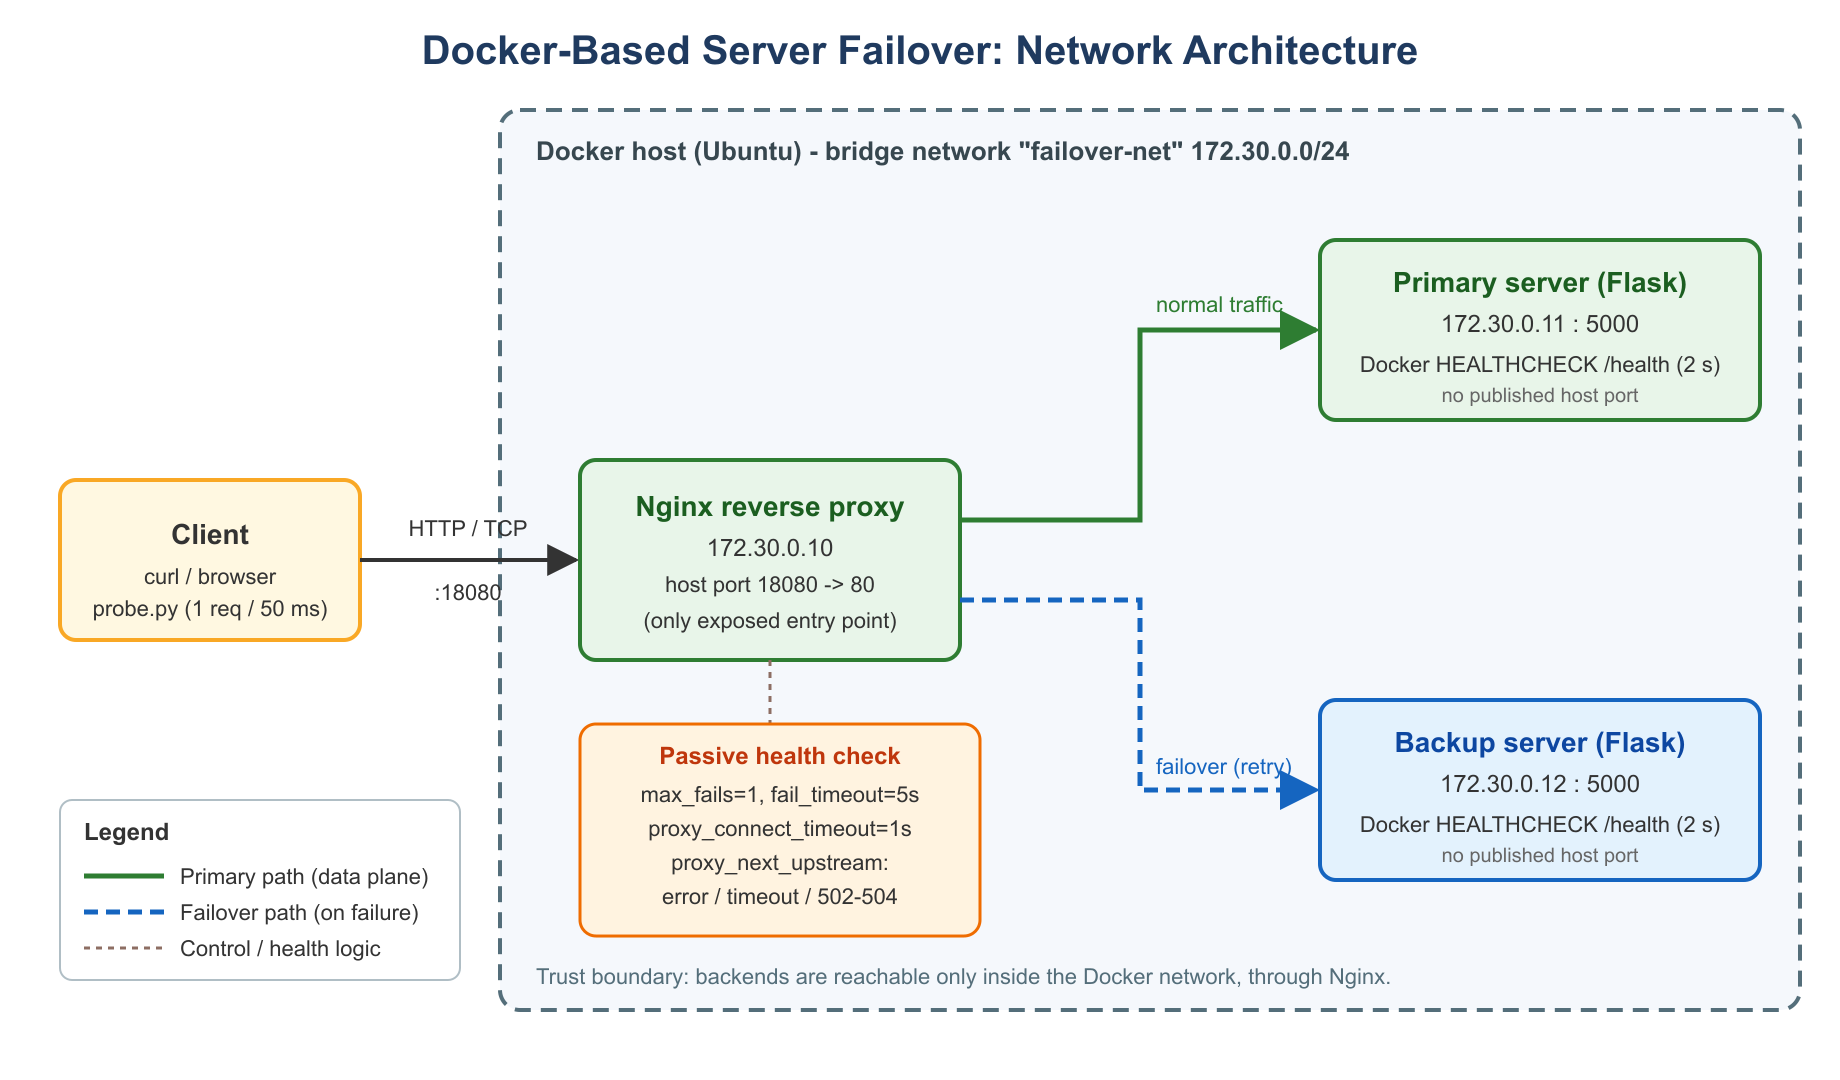 Docker-Based Server Failover: Network Architecture
Docker host (Ubuntu) - bridge network "failover-net" 172.30.0.0/24
Client
curl / browser
probe.py (1 req / 50 ms)
HTTP / TCP
:18080
Nginx reverse proxy
172.30.0.10
host port 18080 -> 80
(only exposed entry point)
normal traffic
Primary server (Flask)
172.30.0.11 : 5000
Docker HEALTHCHECK /health (2 s)
no published host port
failover (retry)
Backup server (Flask)
172.30.0.12 : 5000
Docker HEALTHCHECK /health (2 s)
no published host port
Passive health check
max_fails=1, fail_timeout=5s
proxy_connect_timeout=1s
proxy_next_upstream:
error / timeout / 502-504
Legend
Primary path (data plane)
Failover path (on failure)
Control / health logic
Trust boundary: backends are reachable only inside the Docker network, through Nginx.